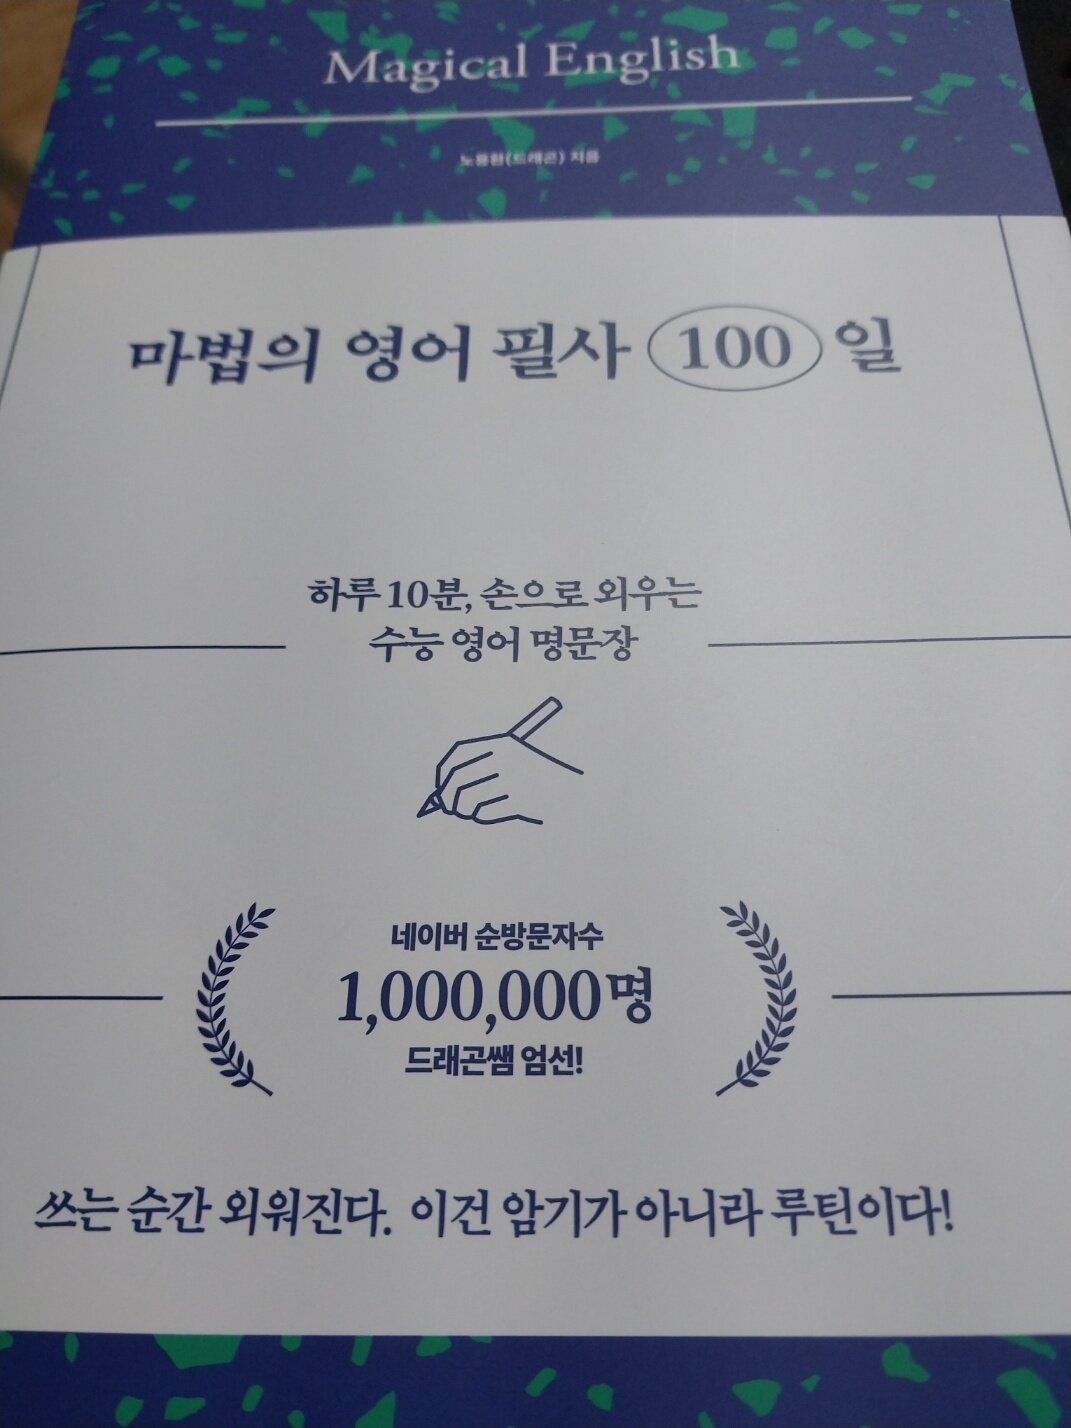 Magical English
노용환(드래곤) 지음
마법의 영어 필사 100 일
하루 10분, 손으로 외우는
수능 영어 명문장
네이버 순방문자수
1,000,000명
드래곤쌤 엄선!
쓰는 순간 외워진다. 이건 암기가 아니라 루틴이다!